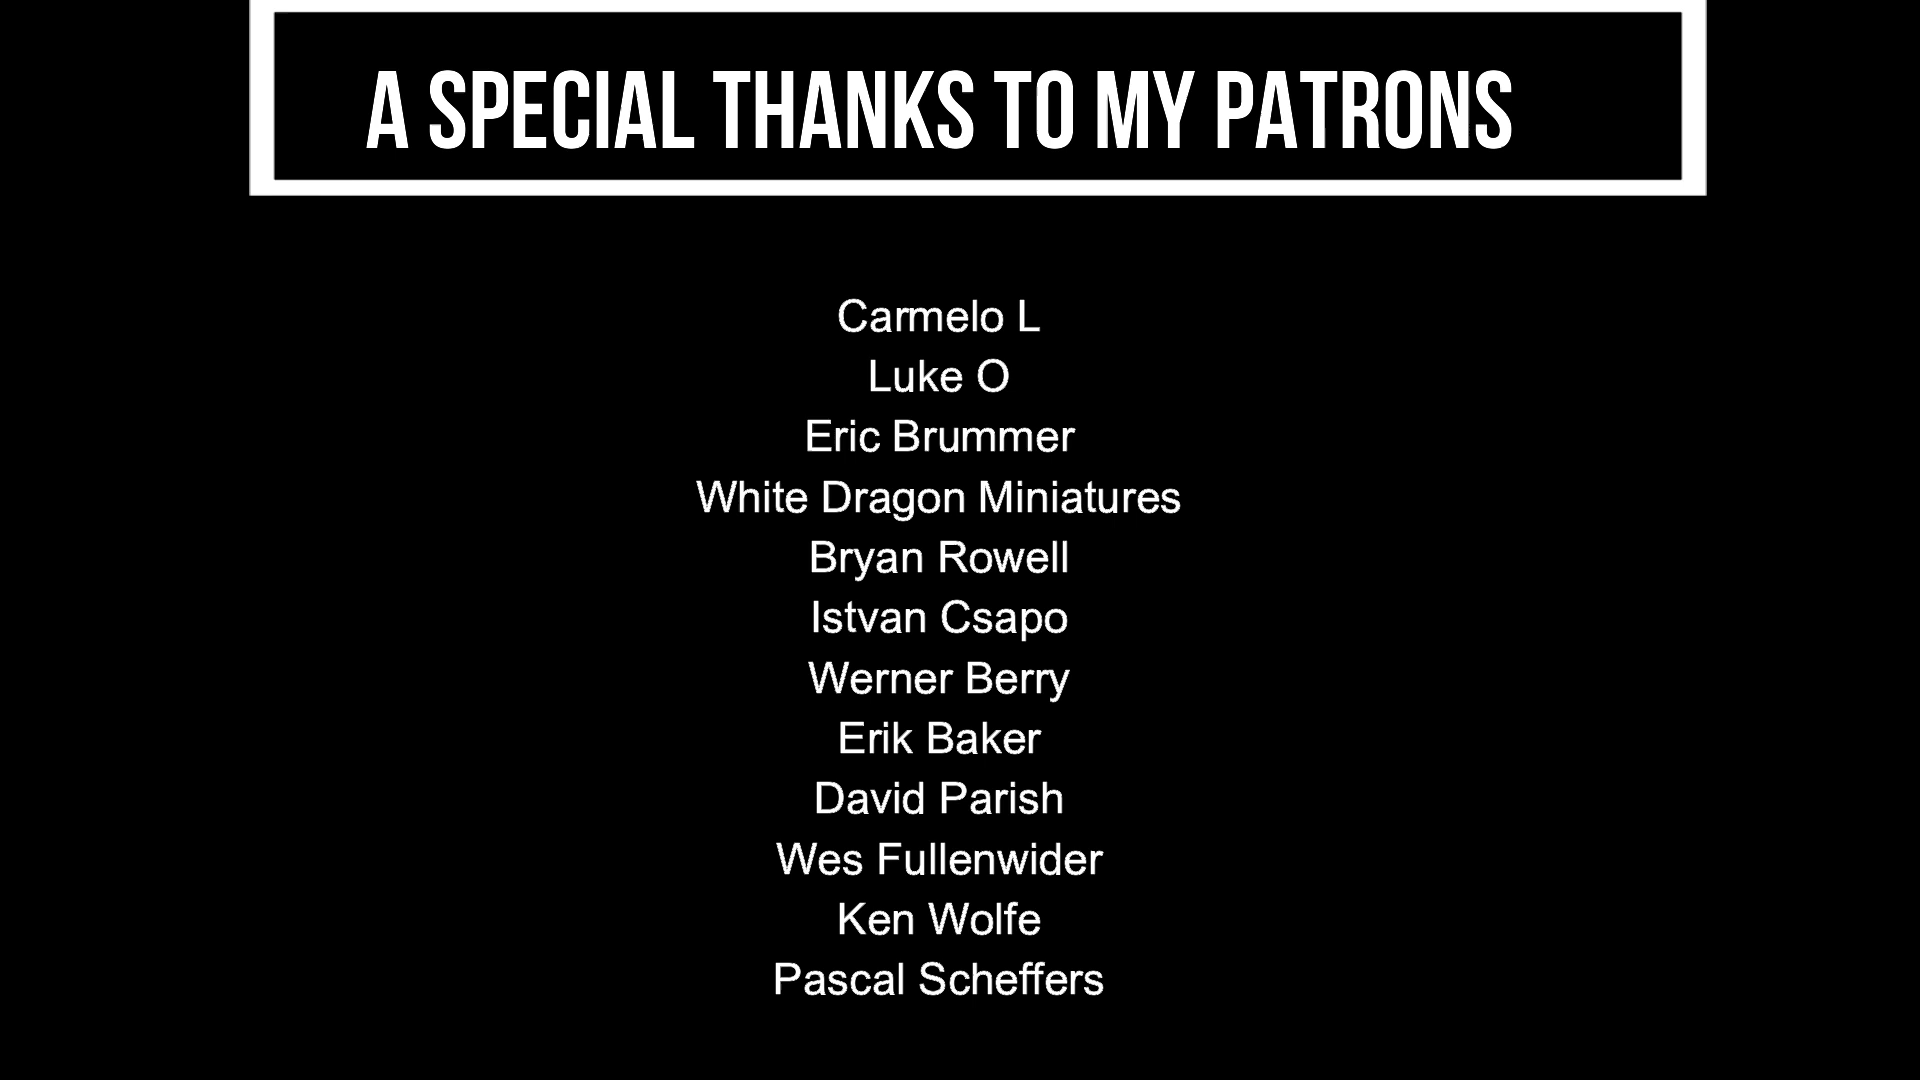 A SPECIAL THANKS TO MY PATRONS
Carmelo L
Luke O
Eric Brummer
White Dragon Miniatures
Bryan Rowell
Istvan Csapo
Werner Berry
Erik Baker
David Parish
Wes Fullenwider
Ken Wolfe
Pascal Scheffers